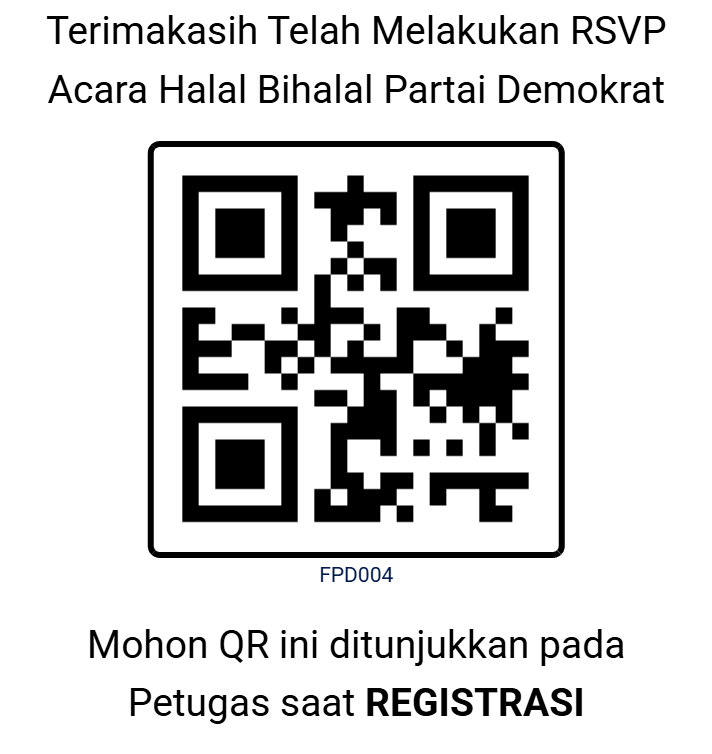 Terimakasih Telah Melakukan RSVP
Acara Halal Bihalal Partai Demokrat
FPD004
Mohon QR ini ditunjukkan pada
Petugas saat REGISTRASI